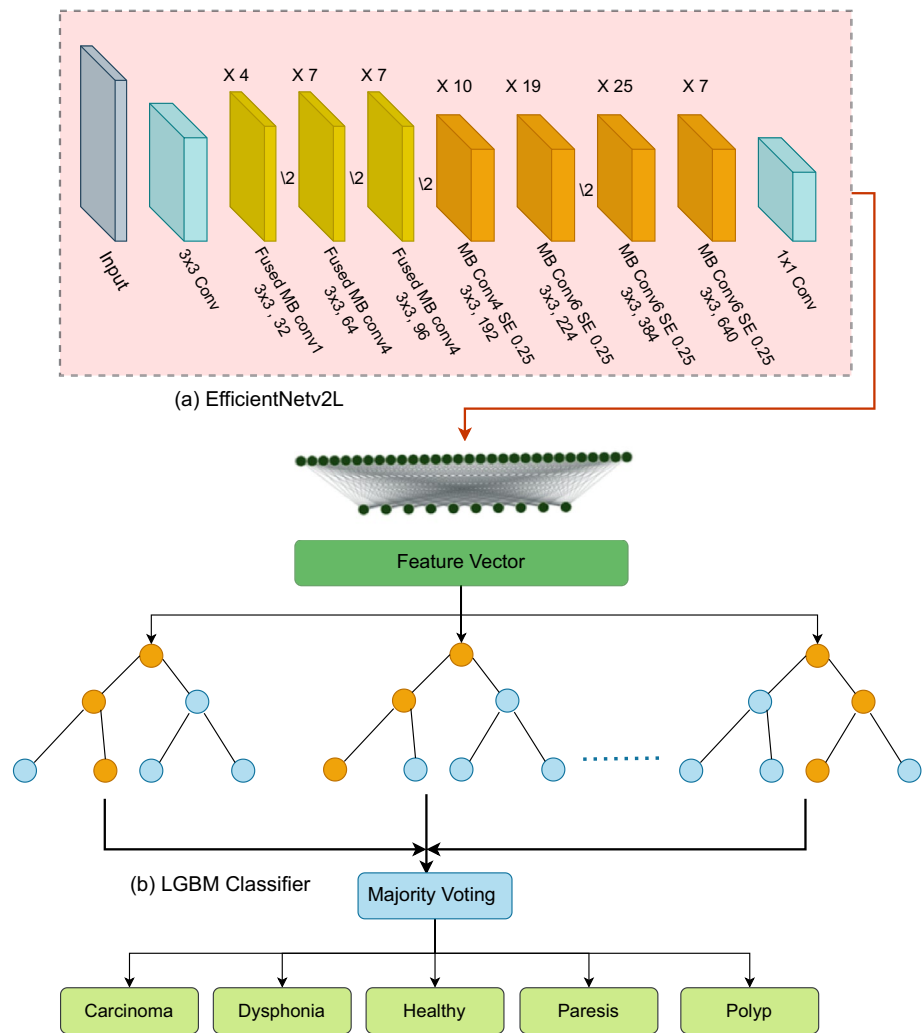 X 4
X 7
X 7
X 10
X 19
X 25
X 7
\2
\2
\2
\2
Input
3x3 Conv
Fused MB conv1
3x3 , 32
Fused MB conv4
3x3, 64
Fused MB conv4
3x3, 96
MB Conv4 SE 0.25
3x3, 192
MB Conv6 SE 0.25
3x3, 224
MB Conv6 SE 0.25
3x3, 384
MB Conv6 SE 0.25
3x3, 640
1x1 Conv
(a) EfficientNetv2L
Feature Vector
(b) LGBM Classifier
Majority Voting
Carcinoma
Dysphonia
Healthy
Paresis
Polyp